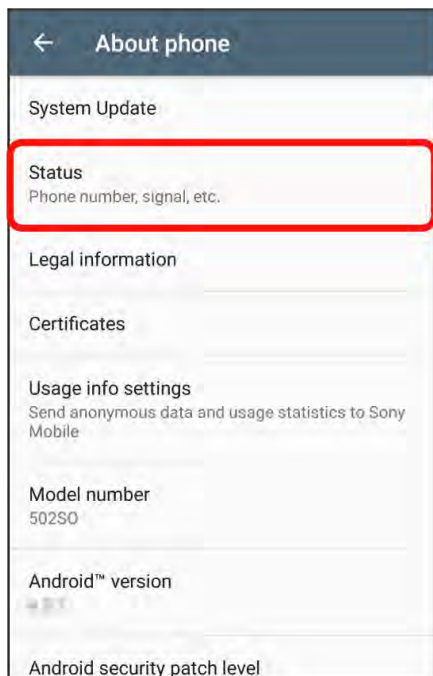 About phone
System Update
Status
Phone number, signal, etc.
Legal information
Certificates
Usage info settings
Send anonymous data and usage statistics to Sony
Mobile
Model number
502SO
Android™ version
Android security patch level